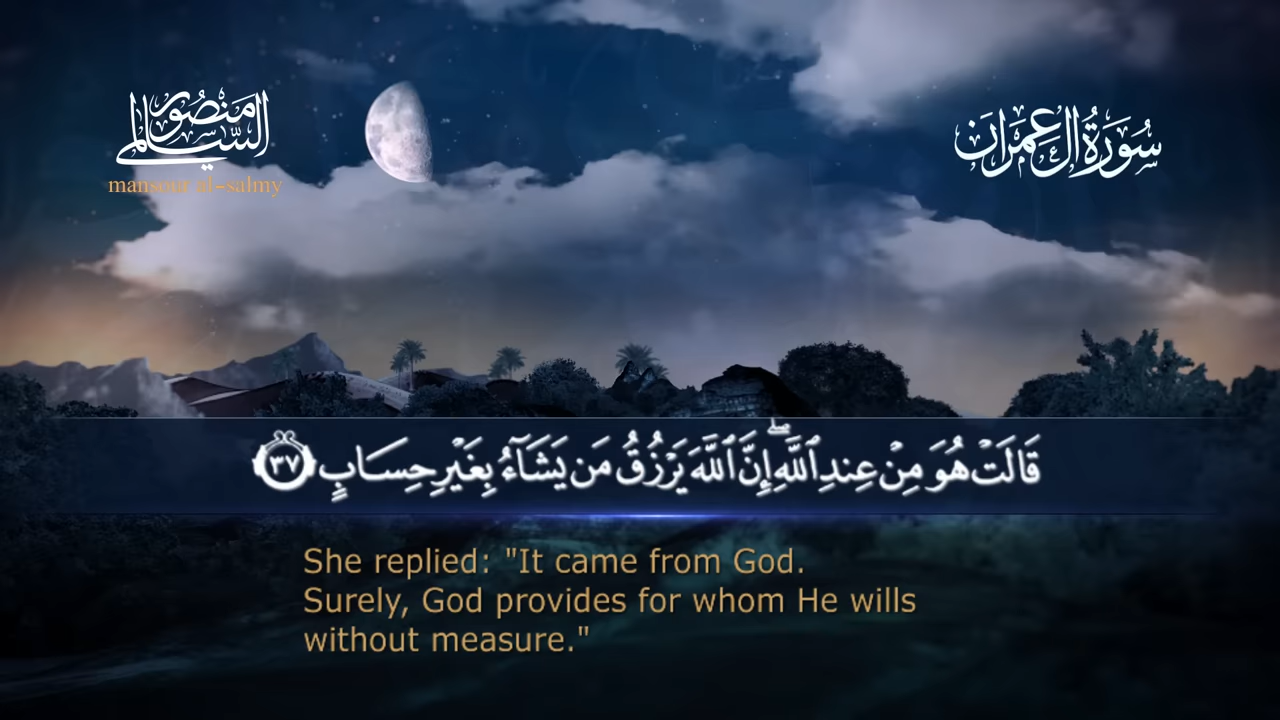 منصور السالمي
mansour al-salmy
سُورَةُ آلِ عِمْرَانَ
قَالَتْ هُوَ مِنْ عِندِ ٱللَّهِ ۖ إِنَّ ٱللَّهَ يَرْزُقُ مَن يَشَآءُ بِغَيْرِ حِسَابٍ ٣٧
She replied: "It came from God.
Surely, God provides for whom He wills
without measure."